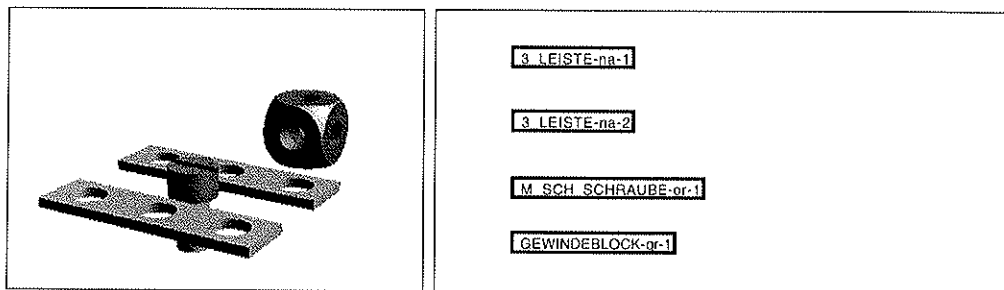 3_LEISTE-na-1
3_LEISTE-na-2
M_SCH_SCHRAUBE-or-1
GEWINDEBLOCK-gr-1